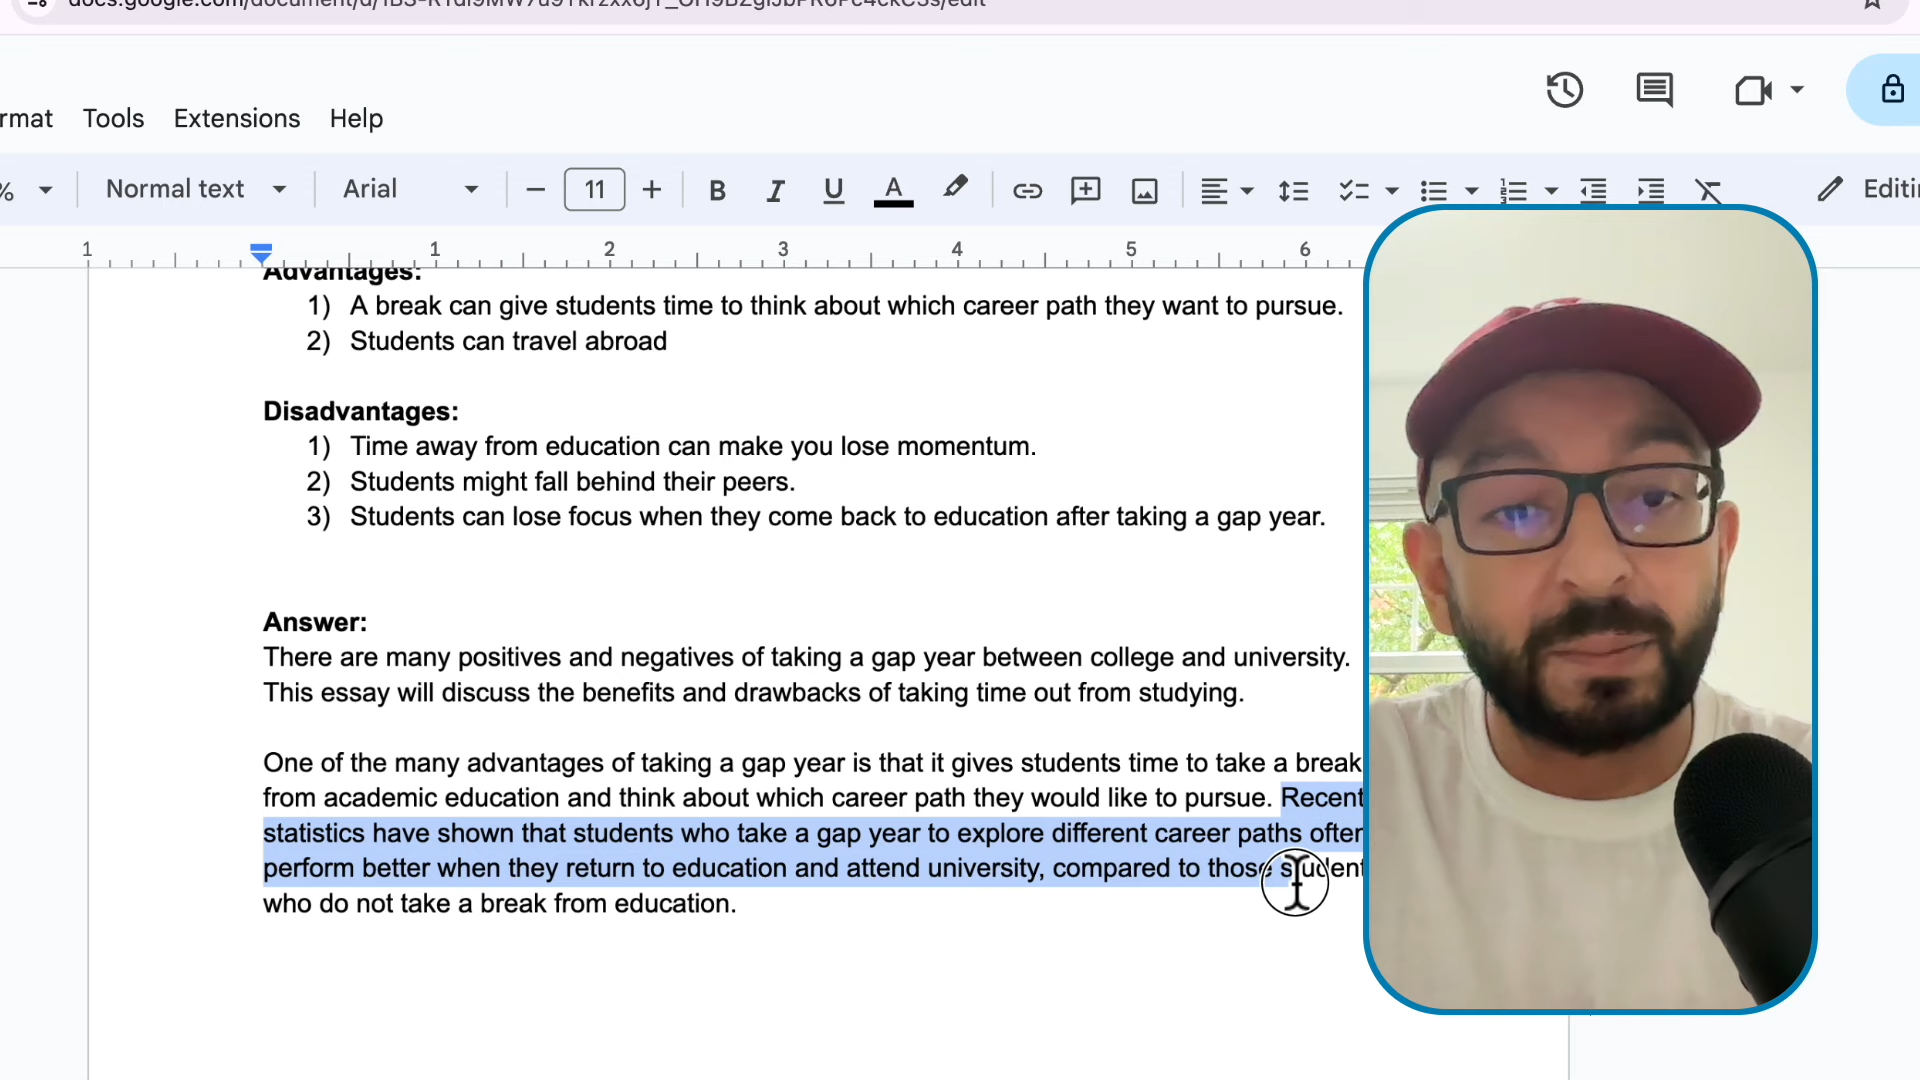 Tools Extensions Help
Normal text Arial 11 B I U A
1 1 2 3 4 5 6
Advantages:
1) A break can give students time to think about which career path they want to pursue.
2) Students can travel abroad
Disadvantages:
1) Time away from education can make you lose momentum.
2) Students might fall behind their peers.
3) Students can lose focus when they come back to education after taking a gap year.
Answer:
There are many positives and negatives of taking a gap year between college and university.
This essay will discuss the benefits and drawbacks of taking time out from studying.
One of the many advantages of taking a gap year is that it gives students time to take a break
from academic education and think about which career path they would like to pursue. Recent
statistics have shown that students who take a gap year to explore different career paths often
perform better when they return to education and attend university, compared to those student
who do not take a break from education.